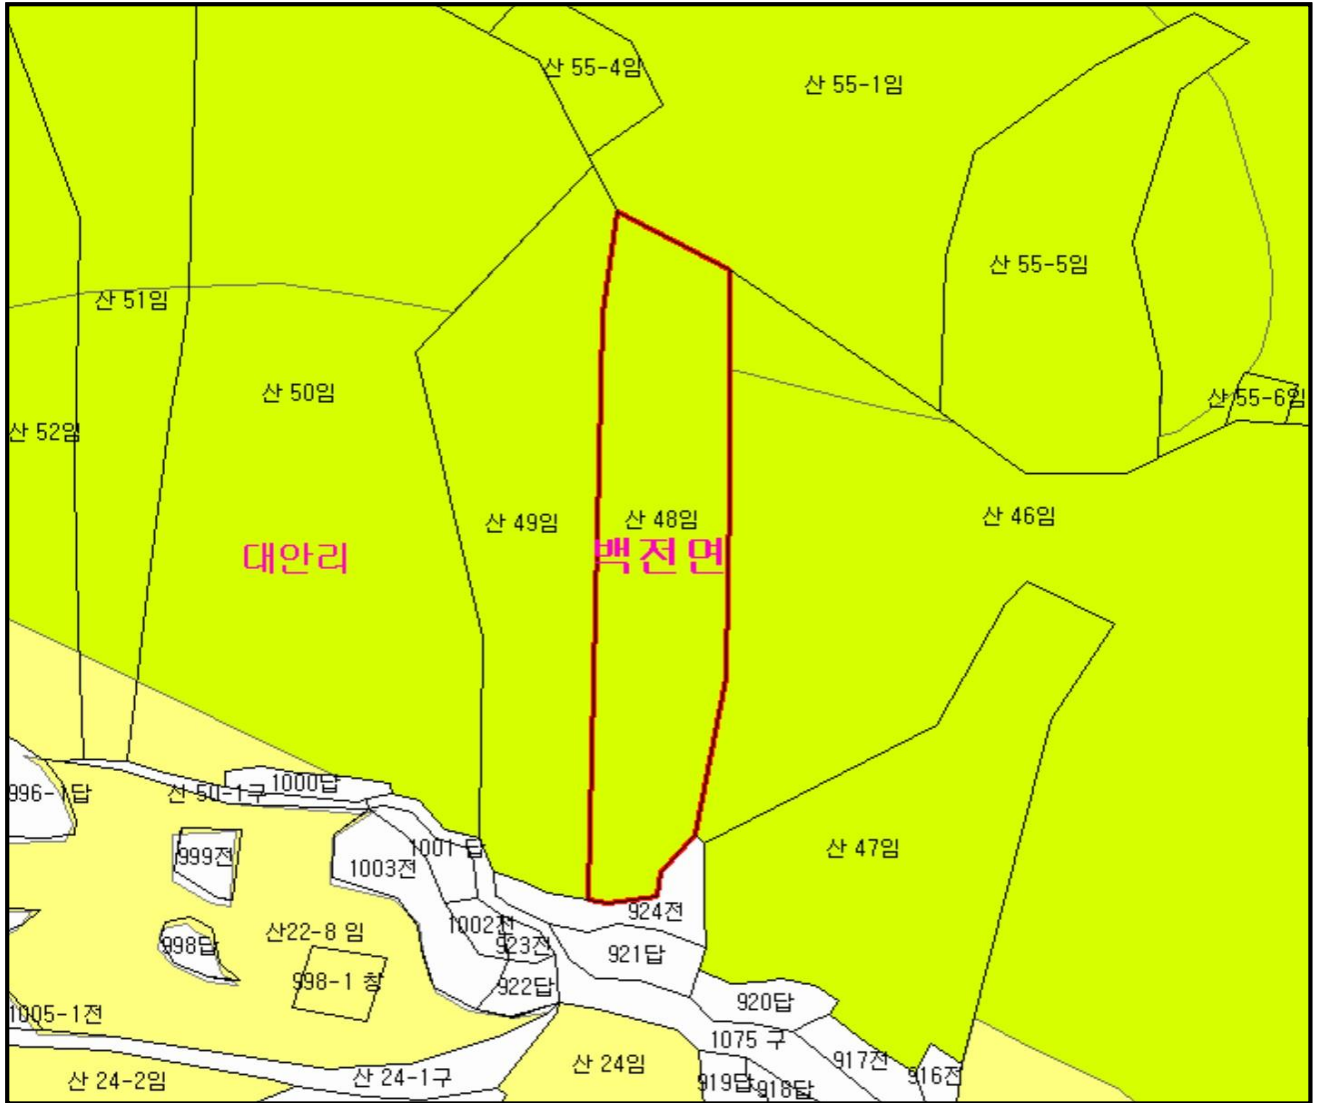 산 55-4임
산 55-1임
산 55-5임
산 51임
산 50임
산 55-6임
산 52임
산 49임
산 48임
산 46임
대안리
백전면
996-1답
산 50-1구
1000답
999전
1003전
1001 답
산 47임
924전
998답
산22-8 임
1002전
923전
921답
998-1 창
922답
920답
1005-1전
1075 구
917전
916전
산 24-2임
산 24-1구
산 24임
919답
918답